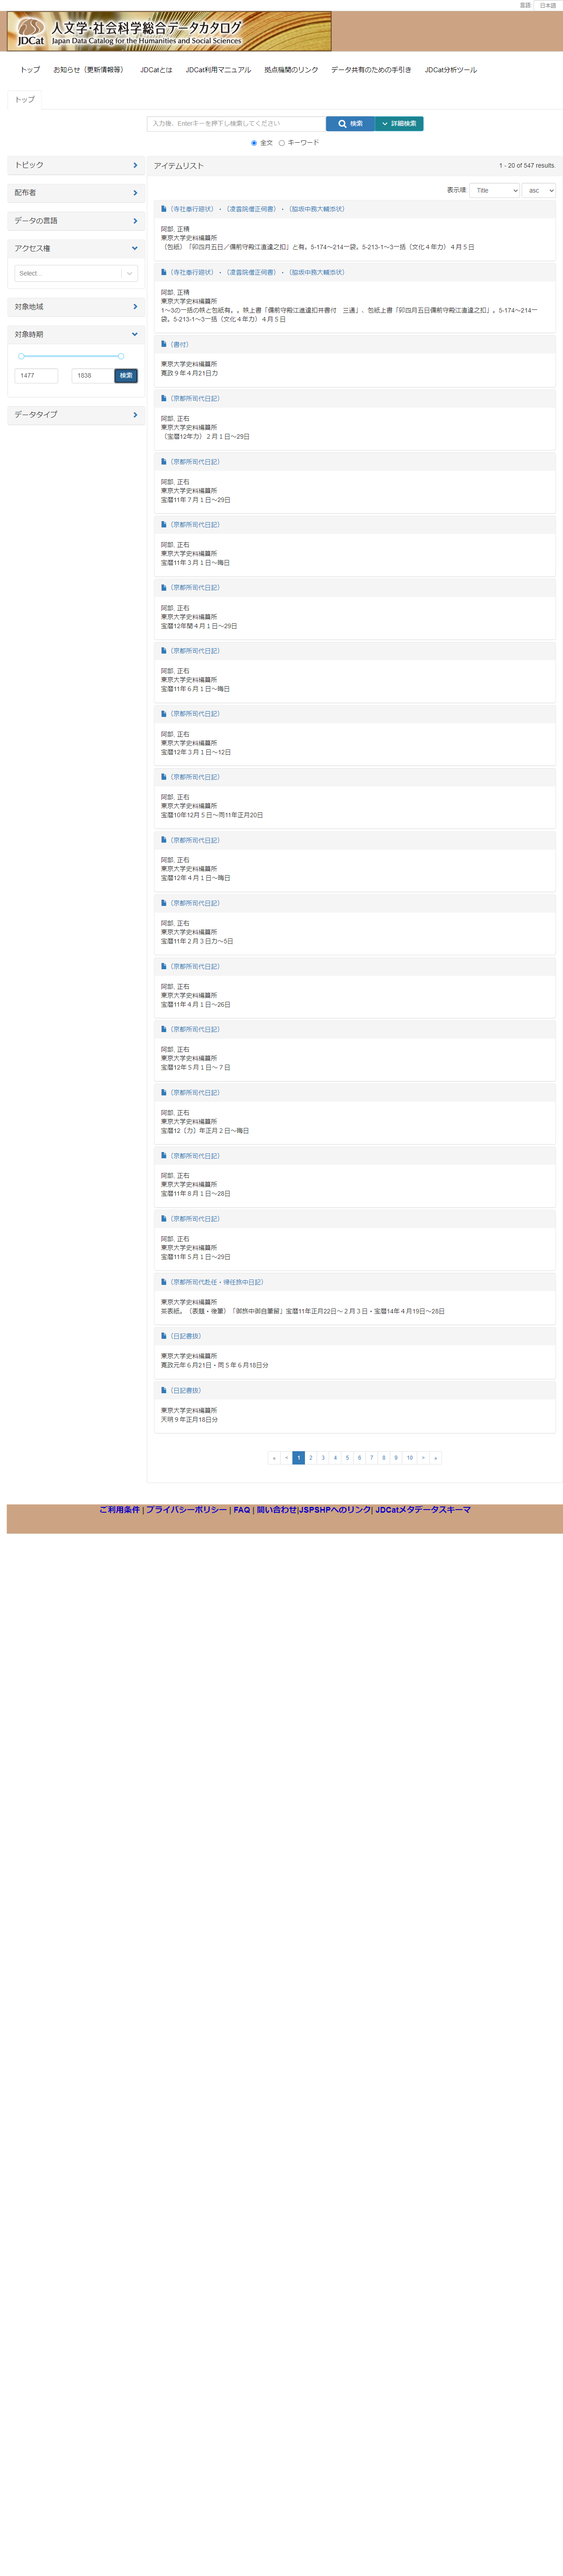 言語 日本語
JDCat 人文学・社会科学総合データカタログ
Japan Data Catalog for the Humanities and Social Sciences
トップ お知らせ（更新情報等） JDCatとは JDCat利用マニュアル 拠点機関のリンク データ共有のための手引き JDCat分析ツール
トップ
入力後、Enterキーを押下し検索してください 検索 詳細検索
全文 キーワード
トピック
配布者
データの言語
アクセス権
Select...
対象地域
対象時期
1477 1838 検索
データタイプ
アイテムリスト 1 - 20 of 547 results.
表示順 Title asc
（寺社奉行廻状）・（凌雲院僧正伺書）・（脇坂中務大輔添状）
阿部, 正精
東京大学史料編纂所
（包紙）「卯四月五日／備前守殿江進達之扣」と有。5-174～214一袋。5-213-1～3一括（文化４年カ）４月５日
（寺社奉行廻状）・（凌雲院僧正伺書）・（脇坂中務大輔添状）
阿部, 正精
東京大学史料編纂所
1～3の一括の帙と包紙有。。帙上書「備前守殿江進達扣并書付　三通」、包紙上書「卯四月五日備前守殿江進達之扣」。5-174～214一
袋。5-213-1～3一括（文化４年カ）４月５日
（書付）
東京大学史料編纂所
寛政９年４月21日カ
（京都所司代日記）
阿部, 正右
東京大学史料編纂所
（宝暦12年カ）２月１日～29日
（京都所司代日記）
阿部, 正右
東京大学史料編纂所
宝暦11年７月１日～29日
（京都所司代日記）
阿部, 正右
東京大学史料編纂所
宝暦11年３月１日～晦日
（京都所司代日記）
阿部, 正右
東京大学史料編纂所
宝暦12年閏４月１日～29日
（京都所司代日記）
阿部, 正右
東京大学史料編纂所
宝暦11年６月１日～晦日
（京都所司代日記）
阿部, 正右
東京大学史料編纂所
宝暦12年３月１日～12日
（京都所司代日記）
阿部, 正右
東京大学史料編纂所
宝暦10年12月５日～同11年正月20日
（京都所司代日記）
阿部, 正右
東京大学史料編纂所
宝暦12年４月１日～晦日
（京都所司代日記）
阿部, 正右
東京大学史料編纂所
宝暦11年２月３日カ～5日
（京都所司代日記）
阿部, 正右
東京大学史料編纂所
宝暦11年４月１日～26日
（京都所司代日記）
阿部, 正右
東京大学史料編纂所
宝暦12年５月１日～７日
（京都所司代日記）
阿部, 正右
東京大学史料編纂所
宝暦12〔カ〕年正月２日～晦日
（京都所司代日記）
阿部, 正右
東京大学史料編纂所
宝暦11年８月１日～28日
（京都所司代日記）
阿部, 正右
東京大学史料編纂所
宝暦11年５月１日～29日
（京都所司代赴任・帰任旅中日記）
東京大学史料編纂所
茶表紙。（表題・後筆）「御旅中御自筆留」宝暦11年正月22日～２月３日・宝暦14年４月19日～28日
（日記書抜）
東京大学史料編纂所
寛政元年６月21日・同５年６月18日分
（日記書抜）
東京大学史料編纂所
天明９年正月18日分
« < 1 2 3 4 5 6 7 8 9 10 > »
ご利用条件 | プライバシーポリシー | FAQ | 問い合わせ|JSPSHPへのリンク| JDCatメタデータスキーマ